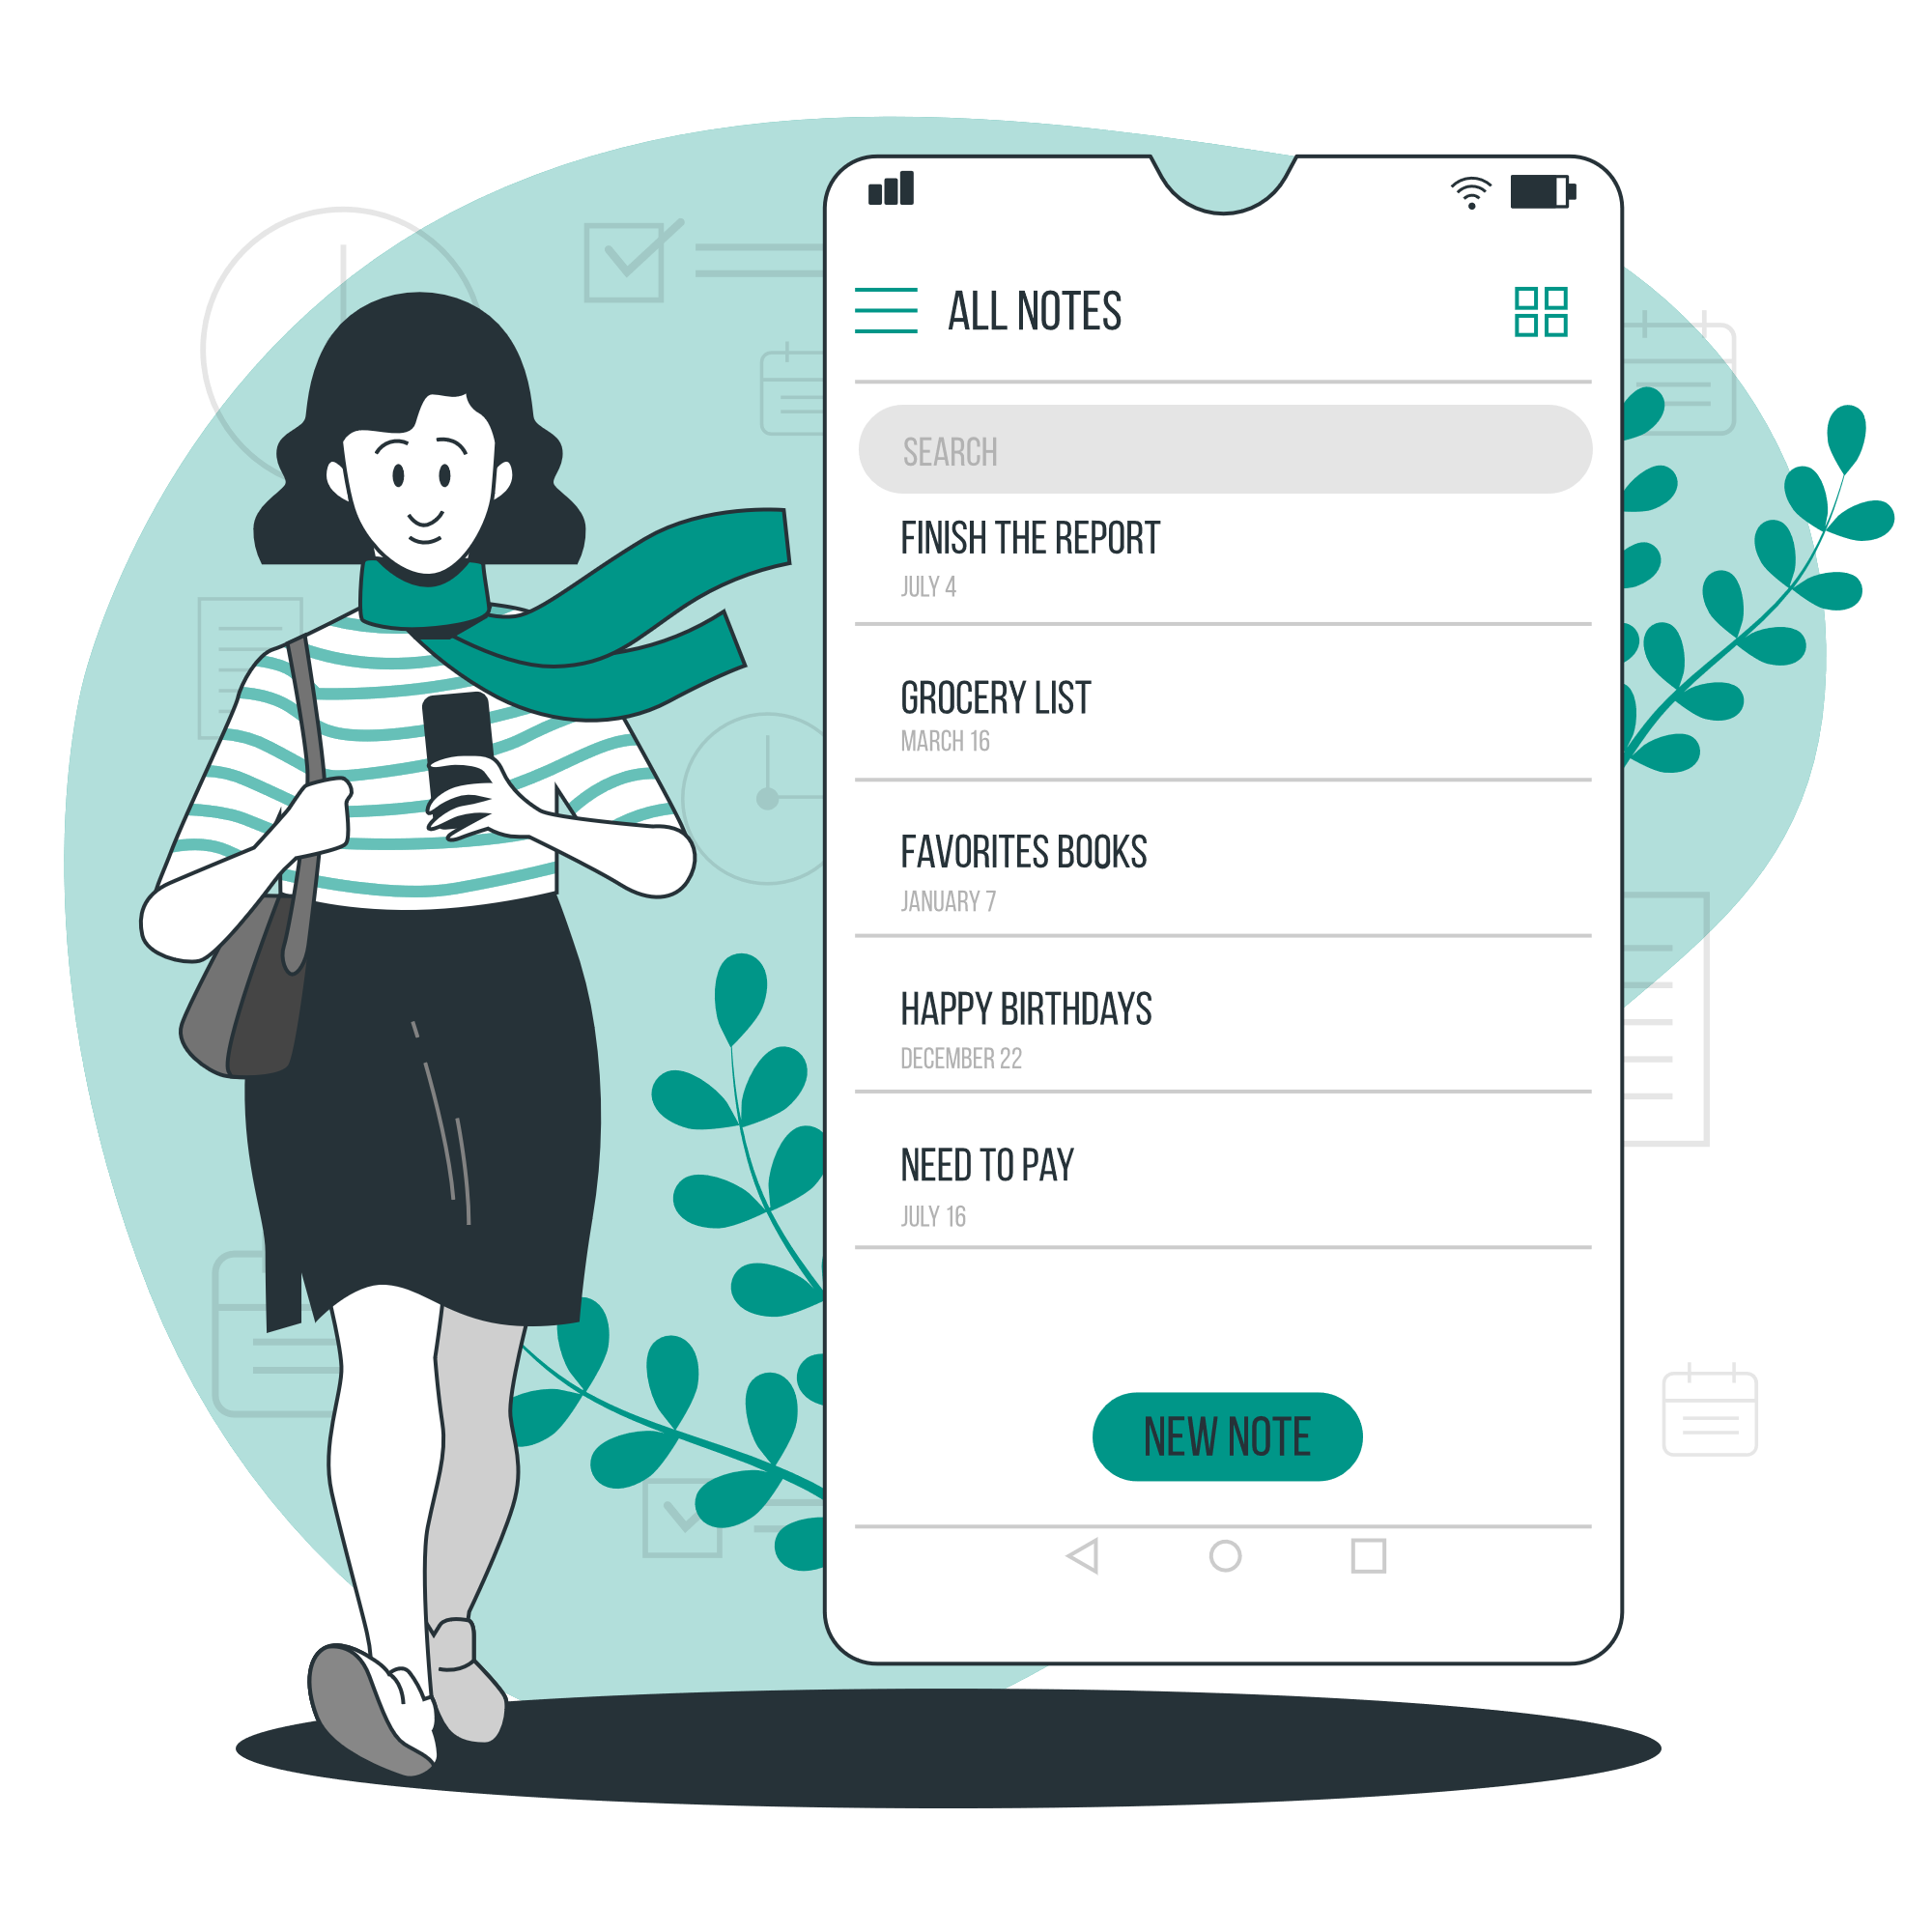 ALL NOTES
SEARCH
FINISH THE REPORT
JULY 4
GROCERY LIST
MARCH 16
FAVORITES BOOKS
JANUARY 7
HAPPY BIRTHDAYS
DECEMBER 22
NEED TO PAY
JULY 16
NEW NOTE